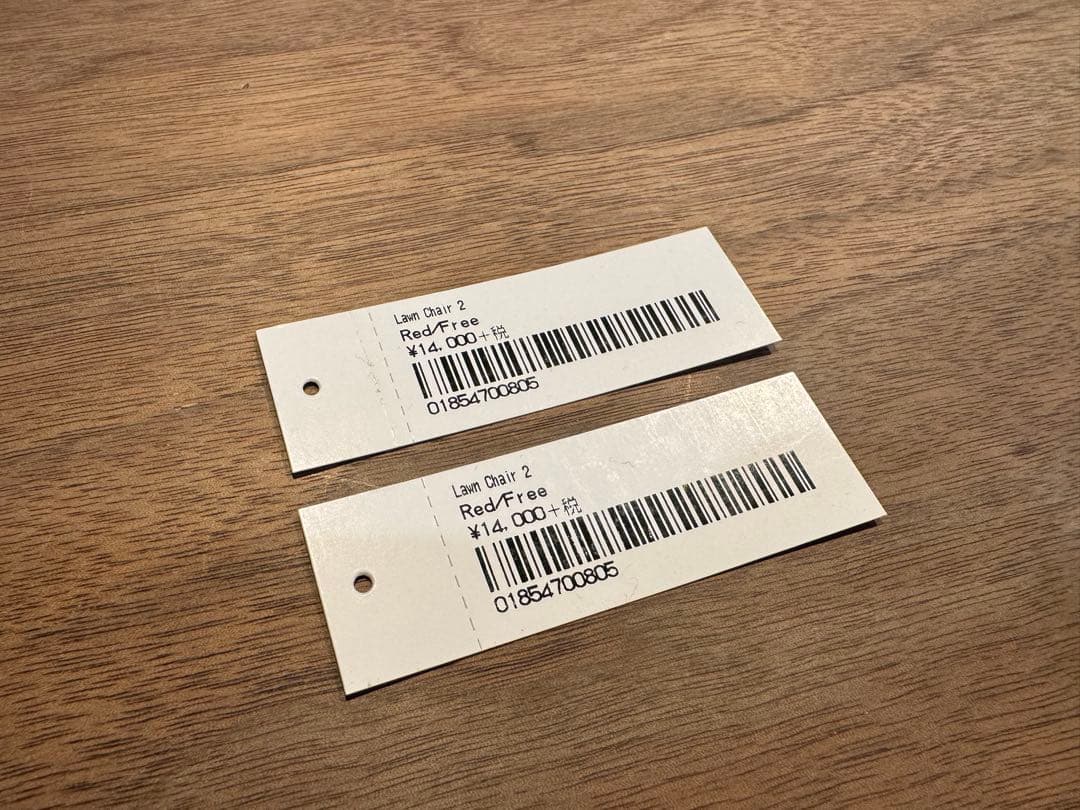 Lawn Chair 2
Red/Free
¥14,000+税
01854700805
Lawn Chair 2
Red/Free
¥14,000+税
01854700805